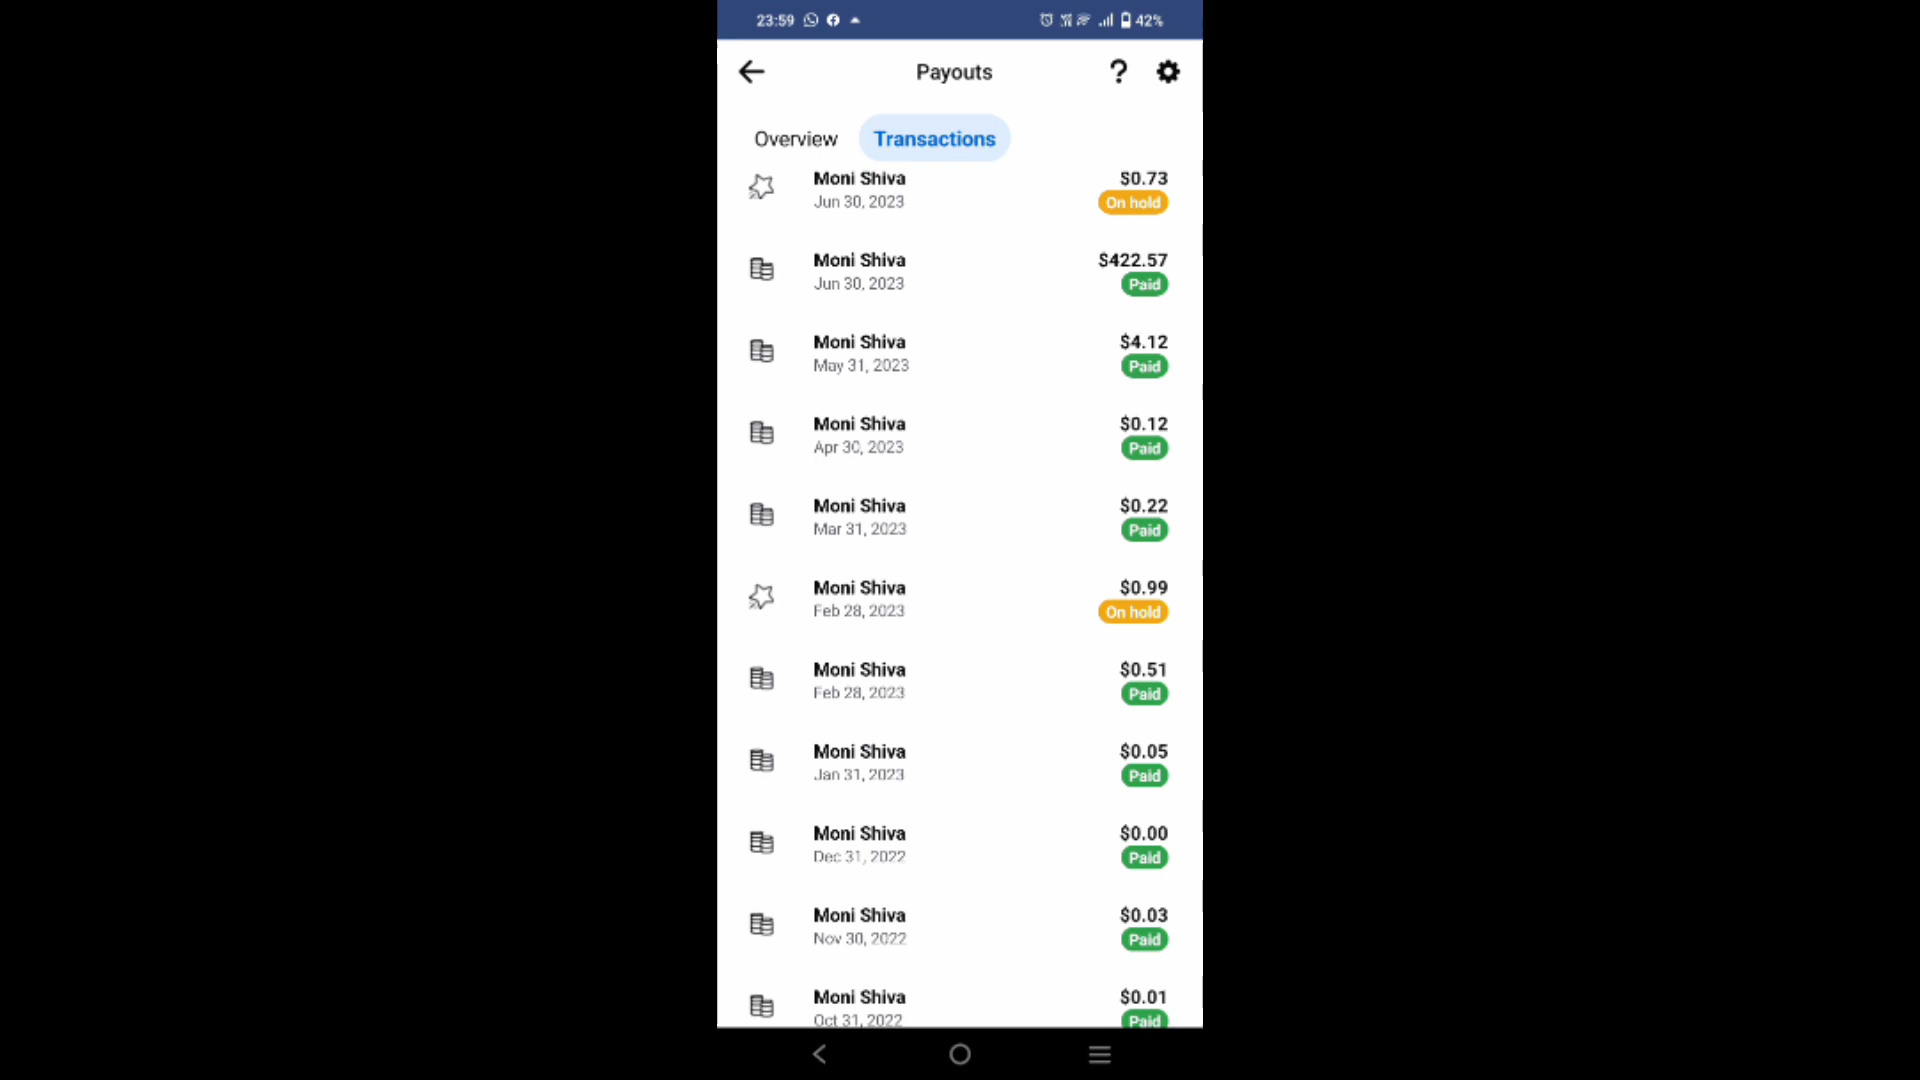 23:59 42%
Payouts ?
Overview Transactions
Moni Shiva $0.73
Jun 30, 2023 On hold
Moni Shiva $422.57
Jun 30, 2023 Paid
Moni Shiva $4.12
May 31, 2023 Paid
Moni Shiva $0.12
Apr 30, 2023 Paid
Moni Shiva $0.22
Mar 31, 2023 Paid
Moni Shiva $0.99
Feb 28, 2023 On hold
Moni Shiva $0.51
Feb 28, 2023 Paid
Moni Shiva $0.05
Jan 31, 2023 Paid
Moni Shiva $0.00
Dec 31, 2022 Paid
Moni Shiva $0.03
Nov 30, 2022 Paid
Moni Shiva $0.01
Oct 31, 2022 Paid